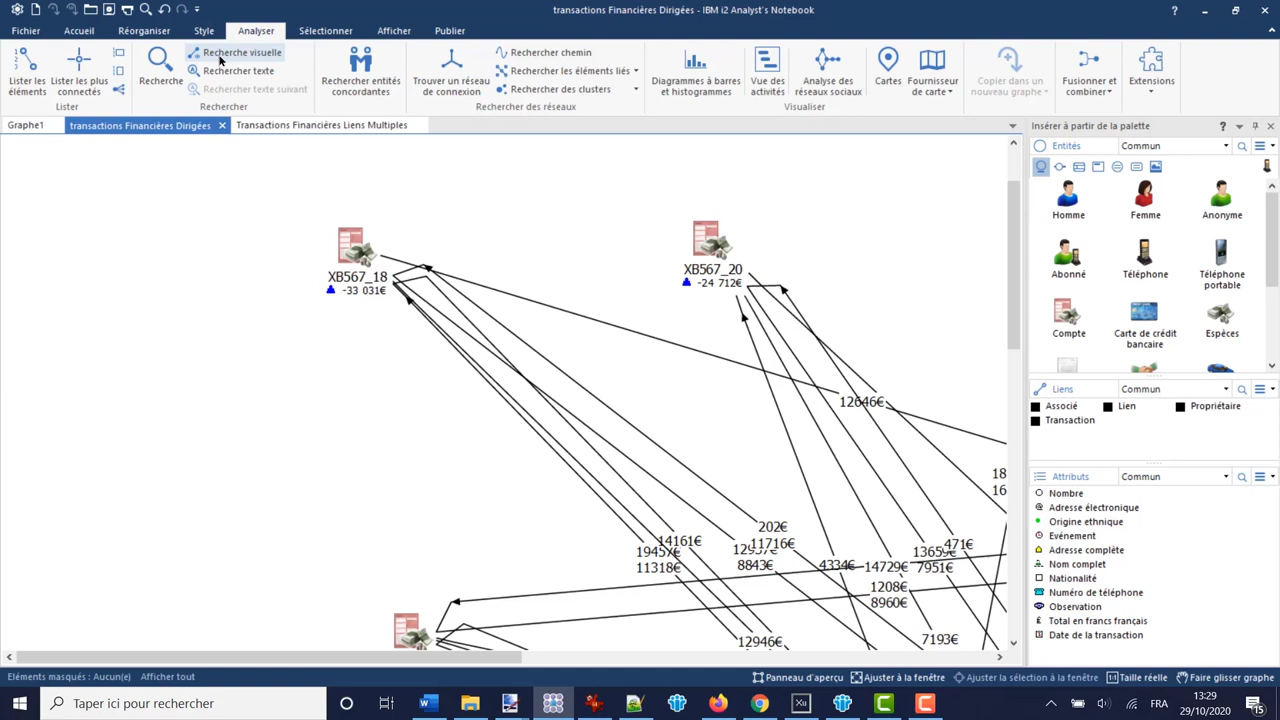 transactions Financières Dirigées - IBM i2 Analyst's Notebook
Fichier Accueil Réorganiser Style Analyser Sélectionner Afficher Publier
Lister les éléments
Lister les plus connectées
Lister
Recherche
Recherche visuelle
Rechercher texte
Rechercher texte suivant
Rechercher
Rechercher entités concordantes
Trouver un réseau de connexion
Rechercher chemin
Rechercher les éléments liés
Rechercher des clusters
Rechercher des réseaux
Diagrammes à barres et histogrammes
Vue des activités
Analyse des réseaux sociaux
Cartes
Fournisseur de carte
Visualiser
Copier dans un nouveau graphe
Fusionner et combiner
Extensions
Graphe1 transactions Financières Dirigées Transactions Financières Liens Multiples
XB567_18
-33 031€
XB567_20
-24 712€
12646€
18
16
202€
14161€
11716€
19457€
11318€
8843€
4334€
14729€
471€
7951€
1208€
8960€
7193€
12946€
Insérer à partir de la palette
Entités Commun
Homme Femme Anonyme
Abonné Téléphone Téléphone portable
Compte Carte de crédit bancaire Espèces
Liens Commun
Associé Lien Propriétaire
Transaction
Attributs Commun
Nombre
Adresse électronique
Origine ethnique
Evénement
Adresse complète
Nom complet
Nationalité
Numéro de téléphone
Observation
Total en francs français
Date de la transaction
Eléments masqués : Aucun(e) Afficher tout
Panneau d'aperçu Ajuster à la fenêtre Ajuster la sélection à la fenêtre Taille réelle Faire glisser graphe
Taper ici pour rechercher
FRA
13:29
29/10/2020
15